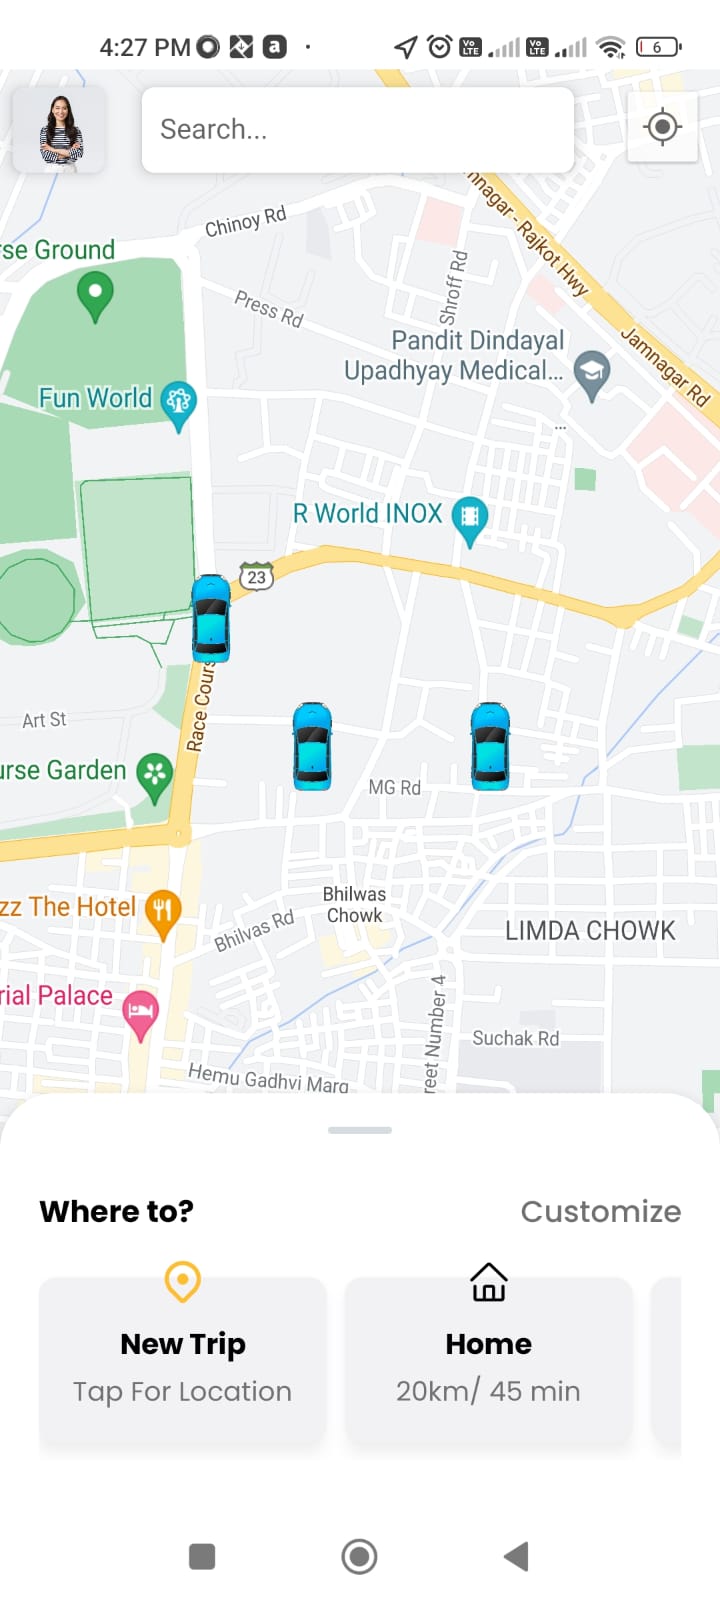 4:27 PM
Vo LTE
Vo LTE
6
Search...
Chinoy Rd
rse Ground
Press Rd
Shroff Rd
nnagar - Rajkot Hwy
Jamnagar Rd
Pandit Dindayal
Upadhyay Medical...
Fun World
R World INOX
23
Race Cours
Art St
urse Garden
MG Rd
zz The Hotel
Bhilwas
Chowk
Bhilvas Rd
LIMDA CHOWK
rial Palace
reet Number 4
Suchak Rd
Hemu Gadhvi Marg
Where to?
Customize
New Trip
Tap For Location
Home
20km/ 45 min